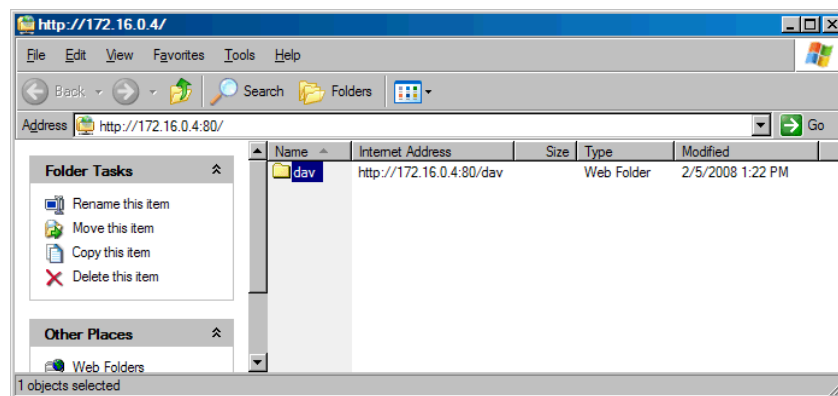 http://172.16.0.4/
File Edit View Favorites Tools Help
Back Search Folders
Address http://172.16.0.4:80/ Go
Name Internet Address Size Type Modified
dav http://172.16.0.4:80/dav Web Folder 2/5/2008 1:22 PM
Folder Tasks
Rename this item
Move this item
Copy this item
Delete this item
Other Places
Web Folders
1 objects selected